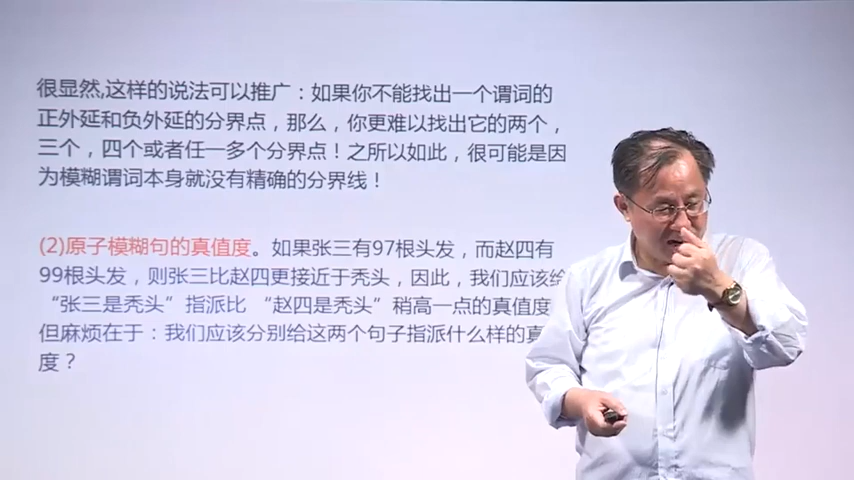 很显然,这样的说法可以推广：如果你不能找出一个谓词的
正外延和负外延的分界点，那么，你更难以找出它的两个，
三个，四个或者任一多个分界点！之所以如此，很可能是因
为模糊谓词本身就没有精确的分界线！
(2)原子模糊句的真值度。如果张三有97根头发，而赵四有
99根头发，则张三比赵四更接近于秃头，因此，我们应该给
“张三是秃头”指派比 “赵四是秃头”稍高一点的真值度
但麻烦在于：我们应该分别给这两个句子指派什么样的真
度？